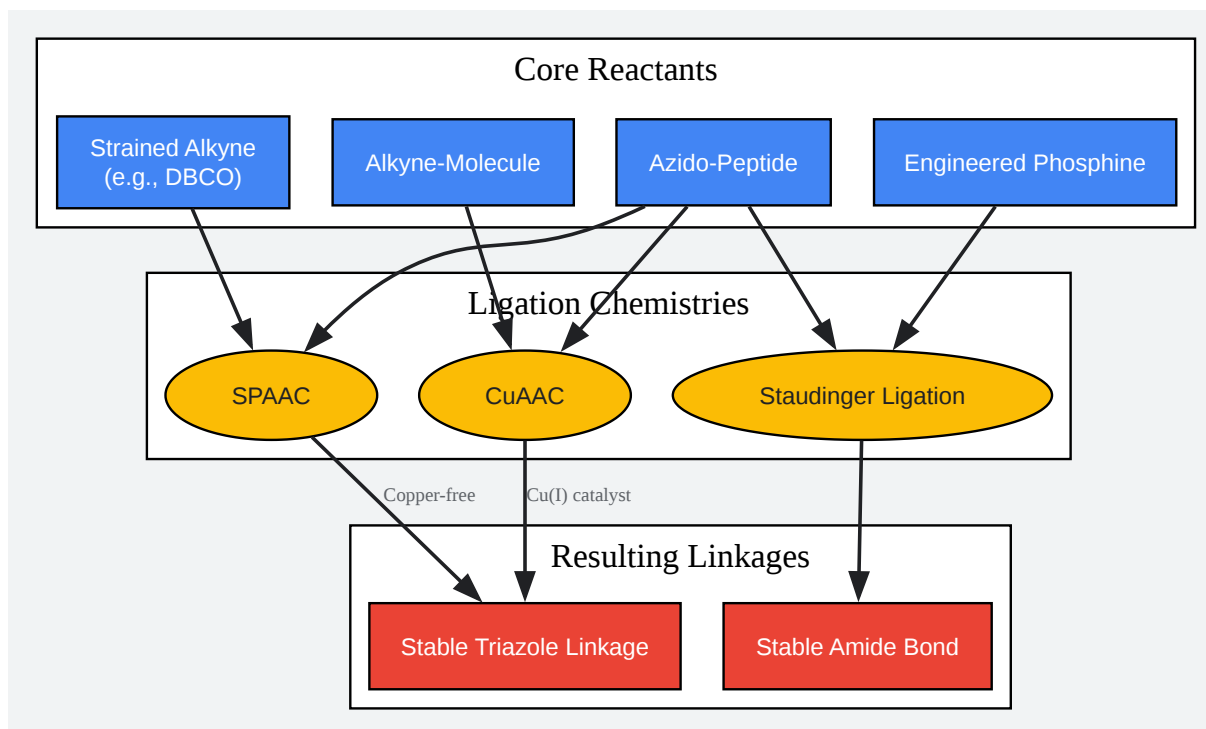 Core Reactants
Strained Alkyne
(e.g., DBCO)
Alkyne-Molecule
Azido-Peptide
Engineered Phosphine
Ligation Chemistries
SPAAC
CuAAC
Staudinger Ligation
Copper-free
Cu(I) catalyst
Resulting Linkages
Stable Triazole Linkage
Stable Amide Bond